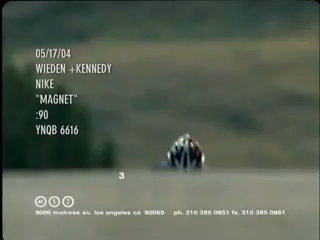 05/17/04
WIEDEN +KENNEDY
NIKE
"MAGNET"
:90
YNQB 6616
3
9006 melrose av. los angeles ca 90069 ph. 310 385 0851 fx. 310 385 0861